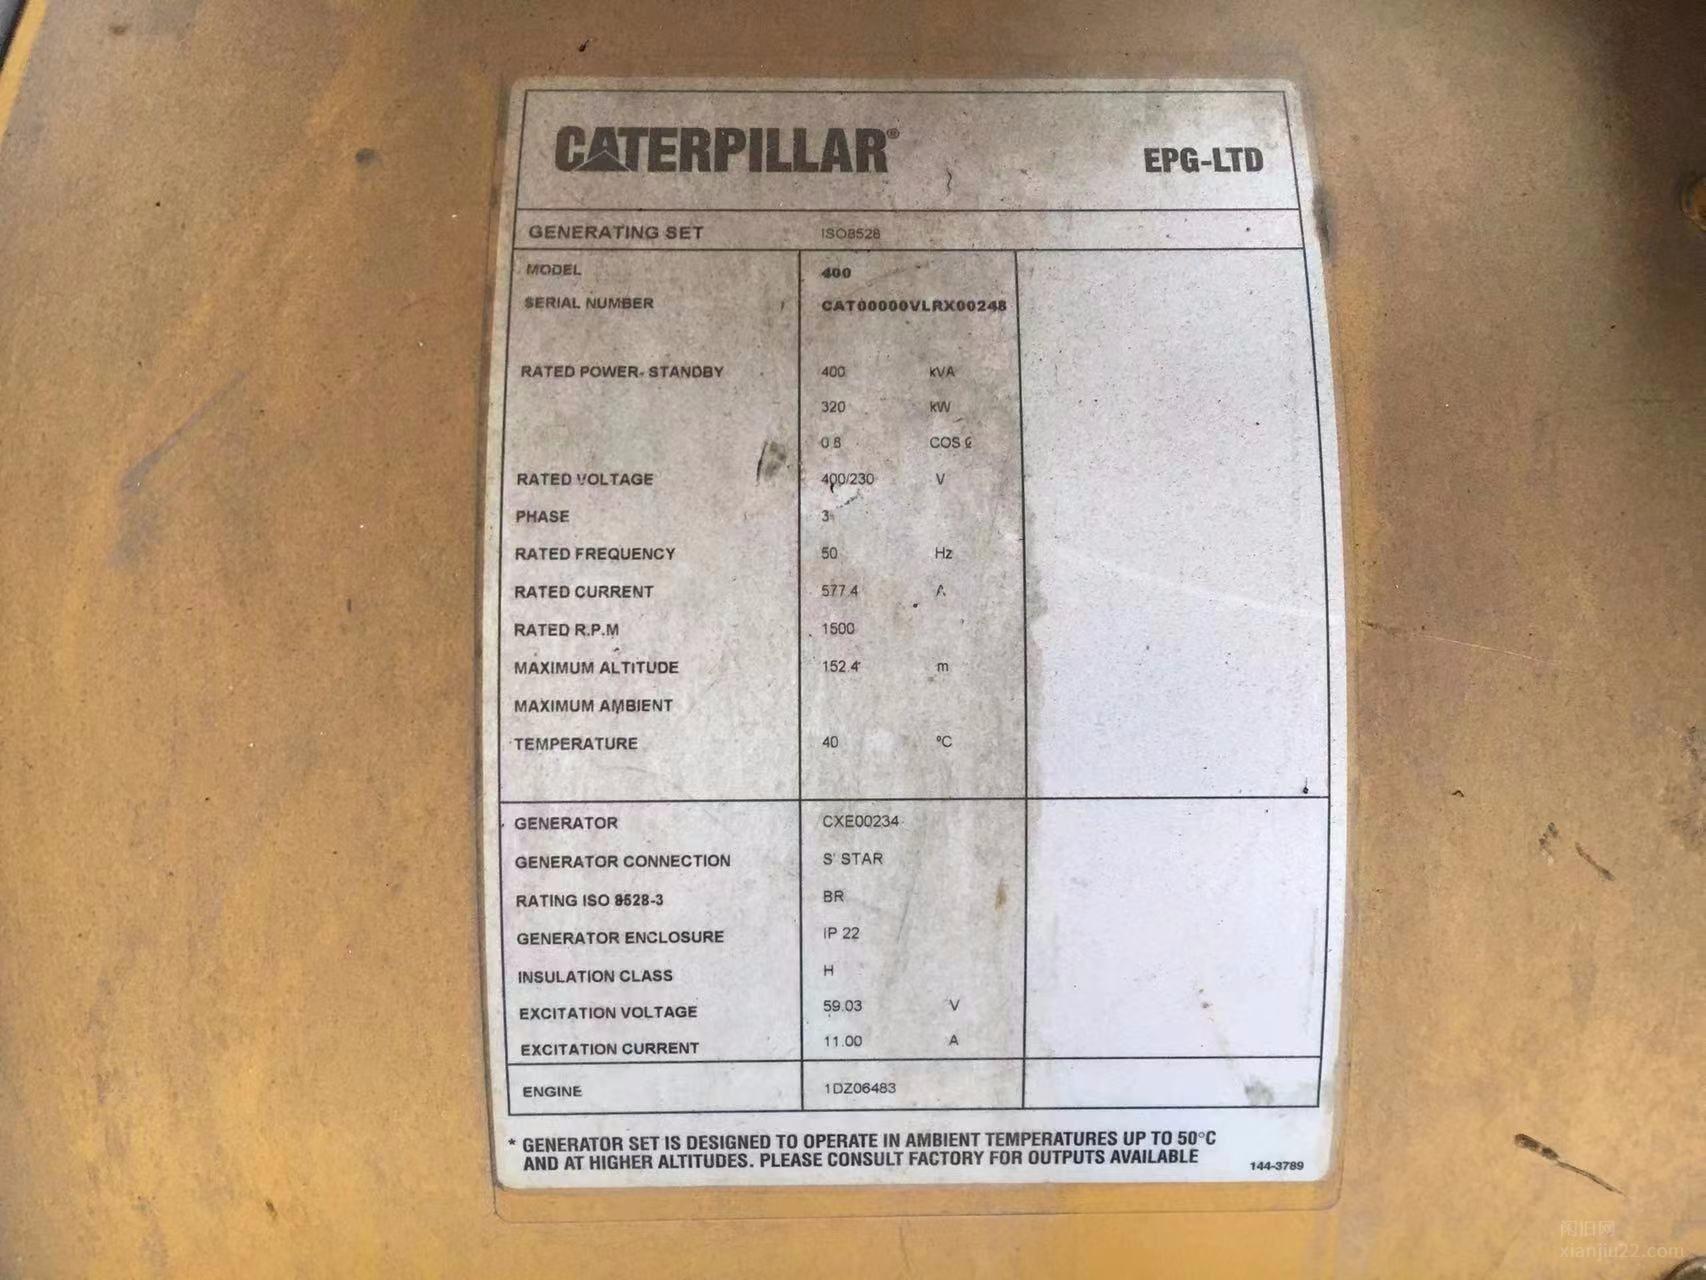 CATERPILLAR® EPG-LTD
GENERATING SET ISO8528
MODEL 400
SERIAL NUMBER CAT00000VLRX00248
RATED POWER- STANDBY 400 kVA
320 kW
0.8 COS φ
RATED VOLTAGE 400/230 V
PHASE 3
RATED FREQUENCY 50 Hz
RATED CURRENT 577.4 A
RATED R.P.M 1500
MAXIMUM ALTITUDE 152.4 m
MAXIMUM AMBIENT
TEMPERATURE 40 °C
GENERATOR CXE00234
GENERATOR CONNECTION S' STAR
RATING ISO 8528-3 BR
GENERATOR ENCLOSURE IP 22
INSULATION CLASS H
EXCITATION VOLTAGE 59.03 V
EXCITATION CURRENT 11.00 A
ENGINE 1DZ06483
* GENERATOR SET IS DESIGNED TO OPERATE IN AMBIENT TEMPERATURES UP TO 50°C
AND AT HIGHER ALTITUDES. PLEASE CONSULT FACTORY FOR OUTPUTS AVAILABLE
144-3789
闲旧网
xianjiu22.com